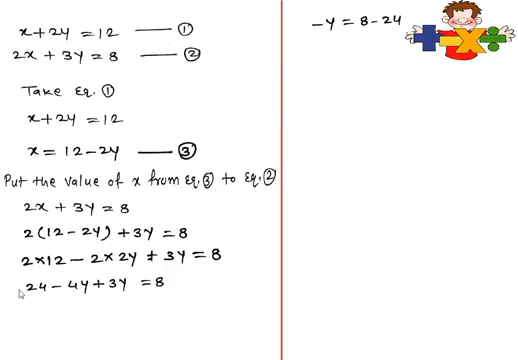 x + 2y = 12 —— ①
2x + 3y = 8 —— ②
Take Eq. ①
x + 2y = 12
x = 12 - 2y —— ③
Put the value of x from Eq. ③ to Eq. ②
2x + 3y = 8
2(12 - 2y) + 3y = 8
2×12 - 2×2y + 3y = 8
24 - 4y + 3y = 8
-y = 8 - 24
+ - × ÷